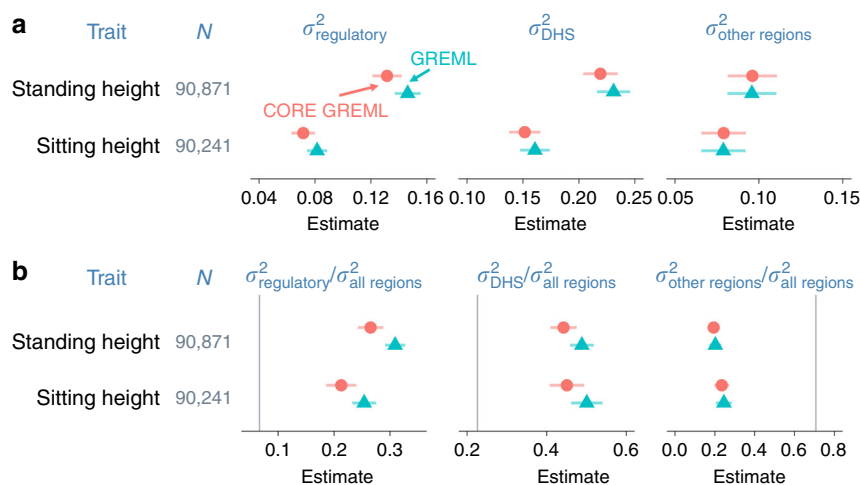 a
Trait N σ²regulatory σ²DHS σ²other regions
GREML
Standing height 90,871
CORE GREML
Sitting height 90,241
0.04 0.08 0.12 0.16 0.10 0.15 0.20 0.25 0.05 0.10 0.15
Estimate Estimate Estimate
b
Trait N σ²regulatory/σ²all regions σ²DHS/σ²all regions σ²other regions/σ²all regions
Standing height 90,871
Sitting height 90,241
0.1 0.2 0.3 0.2 0.4 0.6 0.0 0.2 0.4 0.6 0.8
Estimate Estimate Estimate